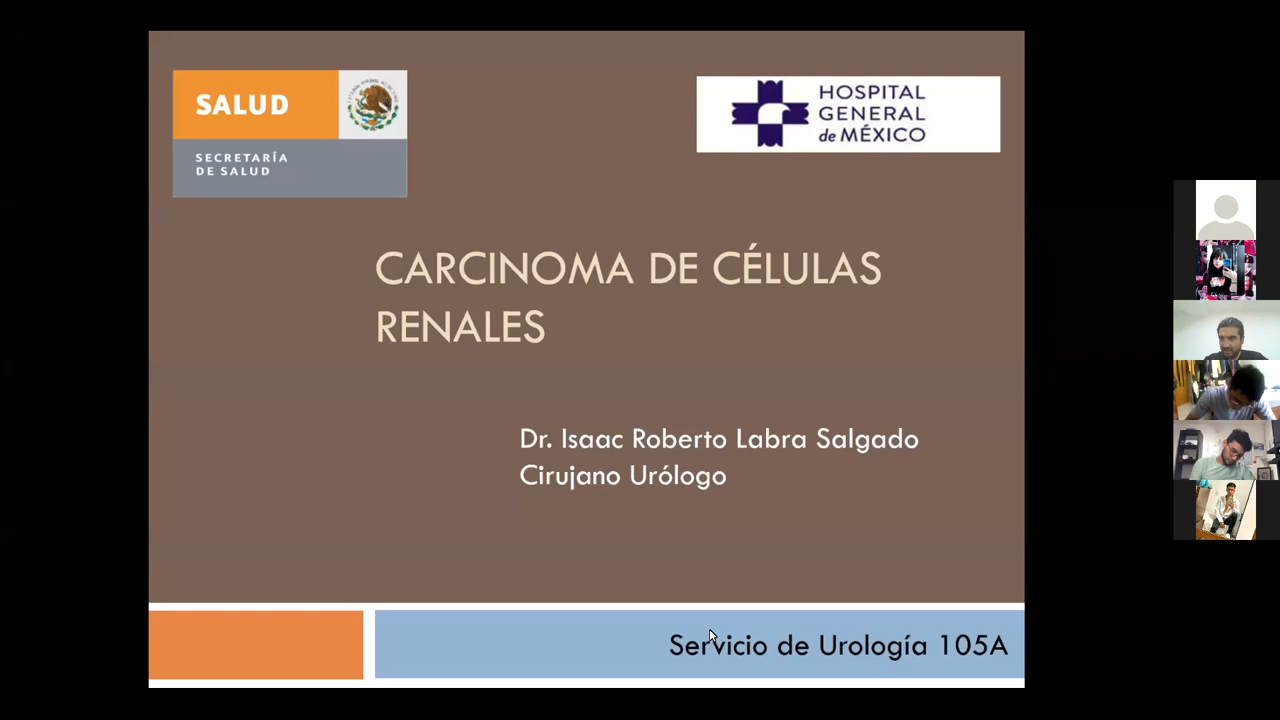 SALUD
SECRETARÍA
DE SALUD
HOSPITAL
GENERAL
de MÉXICO
CARCINOMA DE CÉLULAS
RENALES
Dr. Isaac Roberto Labra Salgado
Cirujano Urólogo
Servicio de Urología 105A